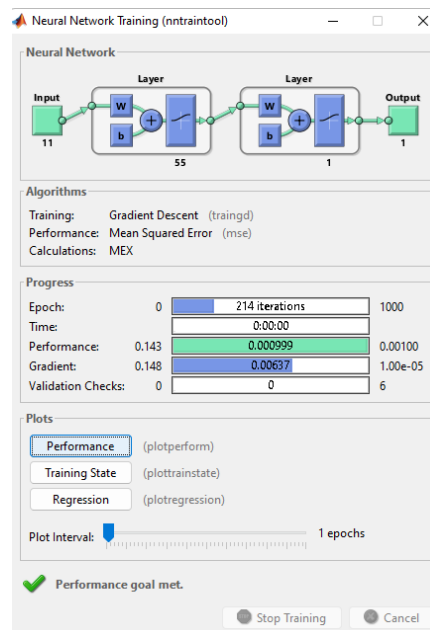 Neural Network Training (nntraintool)
Neural Network
Layer Layer
Input Output
W W
b b
+ +
11 55 1 1
Algorithms
Training: Gradient Descent (traingd)
Performance: Mean Squared Error (mse)
Calculations: MEX
Progress
Epoch: 0 214 iterations 1000
Time: 0:00:00
Performance: 0.143 0.000999 0.00100
Gradient: 0.148 0.00637 1.00e-05
Validation Checks: 0 0 6
Plots
Performance (plotperform)
Training State (plottrainstate)
Regression (plotregression)
Plot Interval: 1 epochs
Performance goal met.
Stop Training Cancel